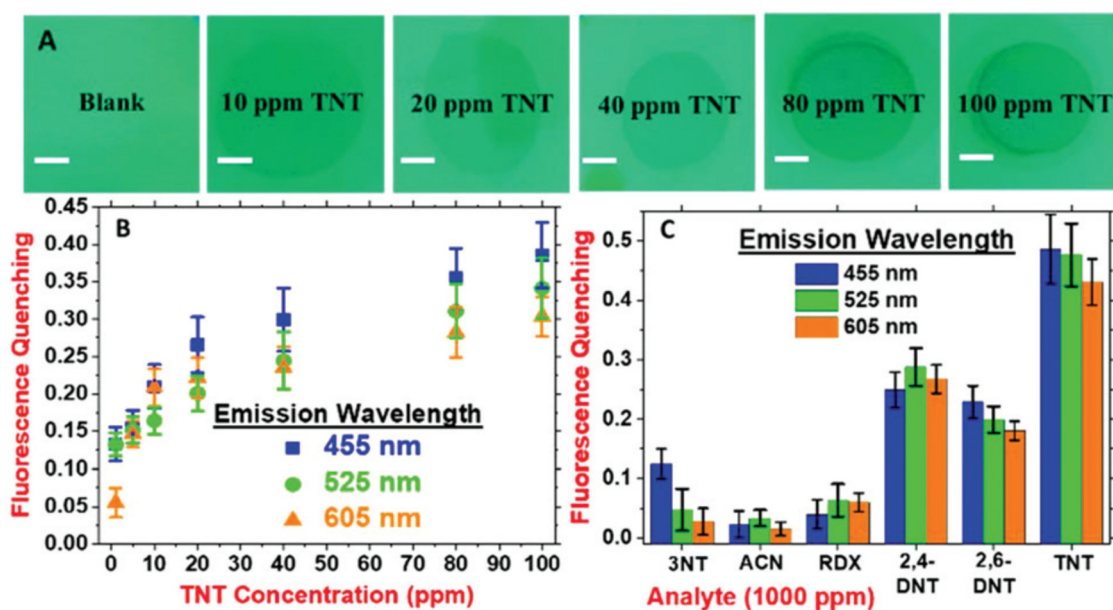 A
Blank
10 ppm TNT
20 ppm TNT
40 ppm TNT
80 ppm TNT
100 ppm TNT
B
Fluorescence Quenching
0.45
0.40
0.35
0.30
0.25
0.20
0.15
0.10
0.05
0.00
Emission Wavelength
455 nm
525 nm
605 nm
0 10 20 30 40 50 60 70 80 90 100
TNT Concentration (ppm)
C
Fluorescence Quenching
0.5
0.3
0.2
0.1
0.0
Emission Wavelength
455 nm
525 nm
605 nm
3NT ACN RDX 2,4- 2,6- TNT
DNT DNT
Analyte (1000 ppm)